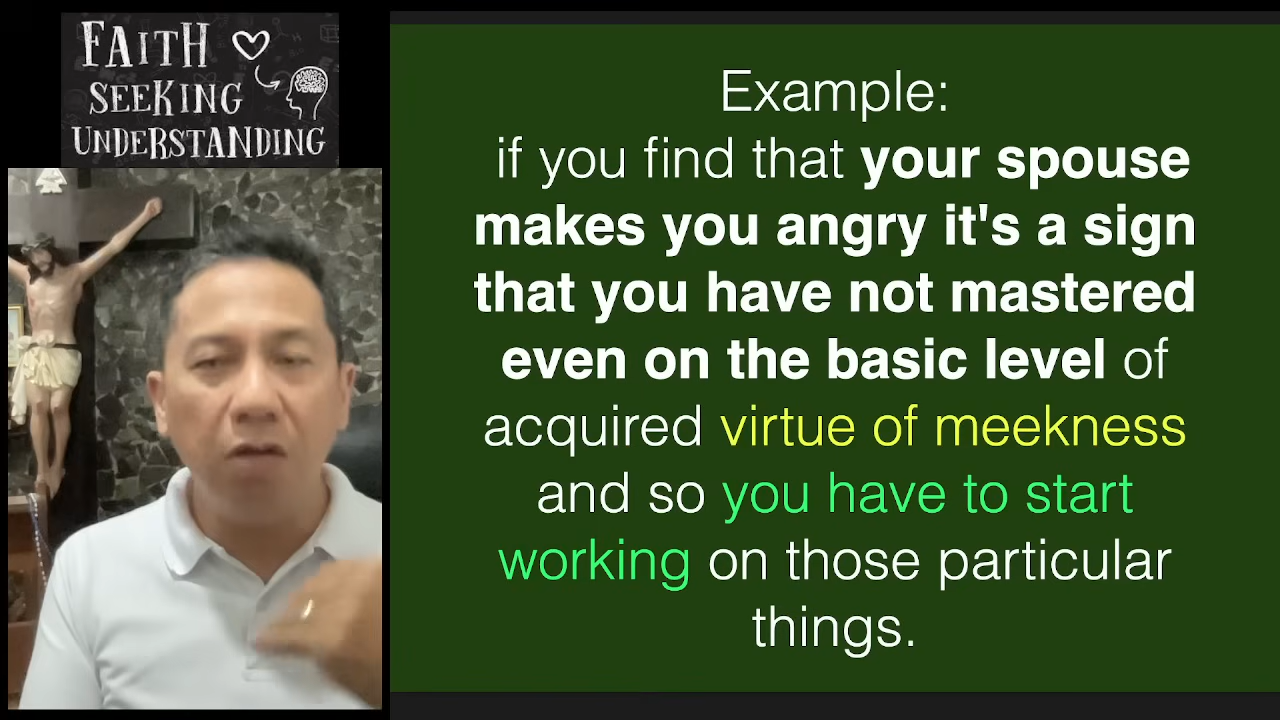 FAITH
SEEKING
UNDERSTANDING
Example:
if you find that your spouse
makes you angry it's a sign
that you have not mastered
even on the basic level of
acquired virtue of meekness
and so you have to start
working on those particular
things.